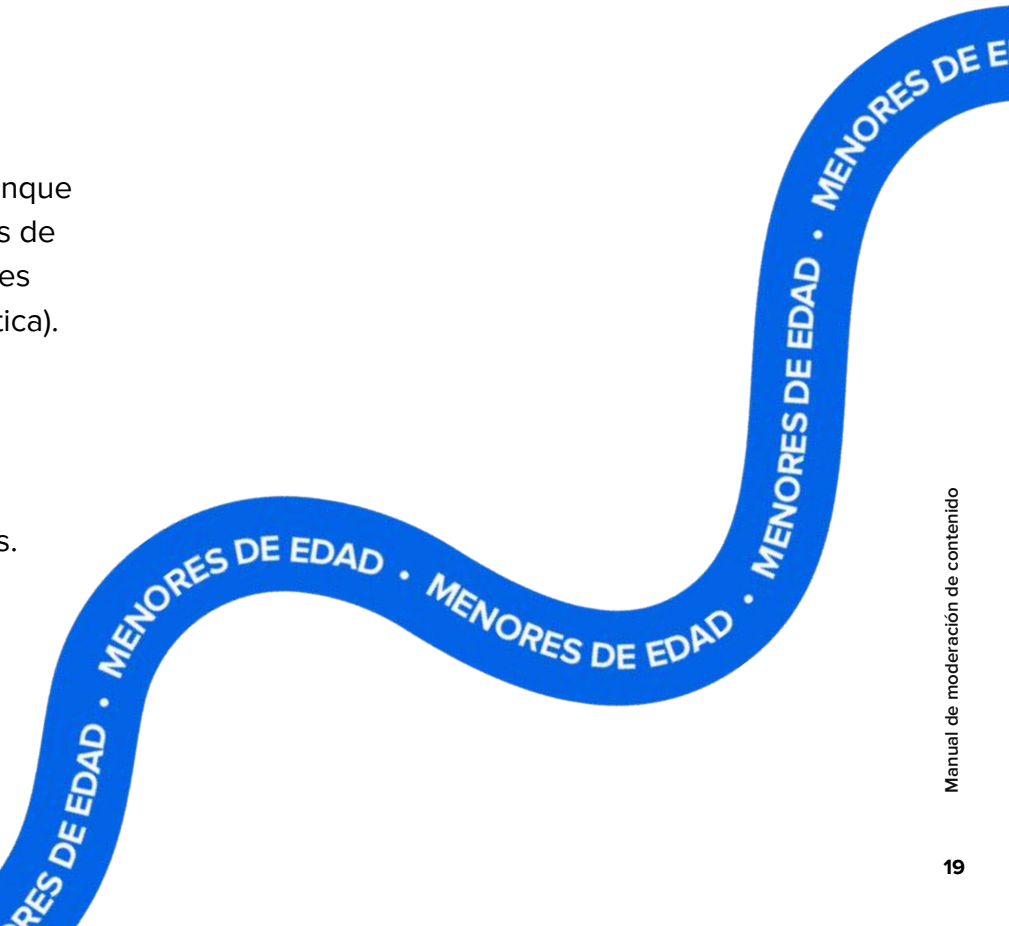 nque
s de
es
tica).
s.
ORES DE EDAD • MENORES DE EDAD • MENORES DE EDAD • MENORES DE EDAD • MENORES DE E
Manual de moderación de contenido
19